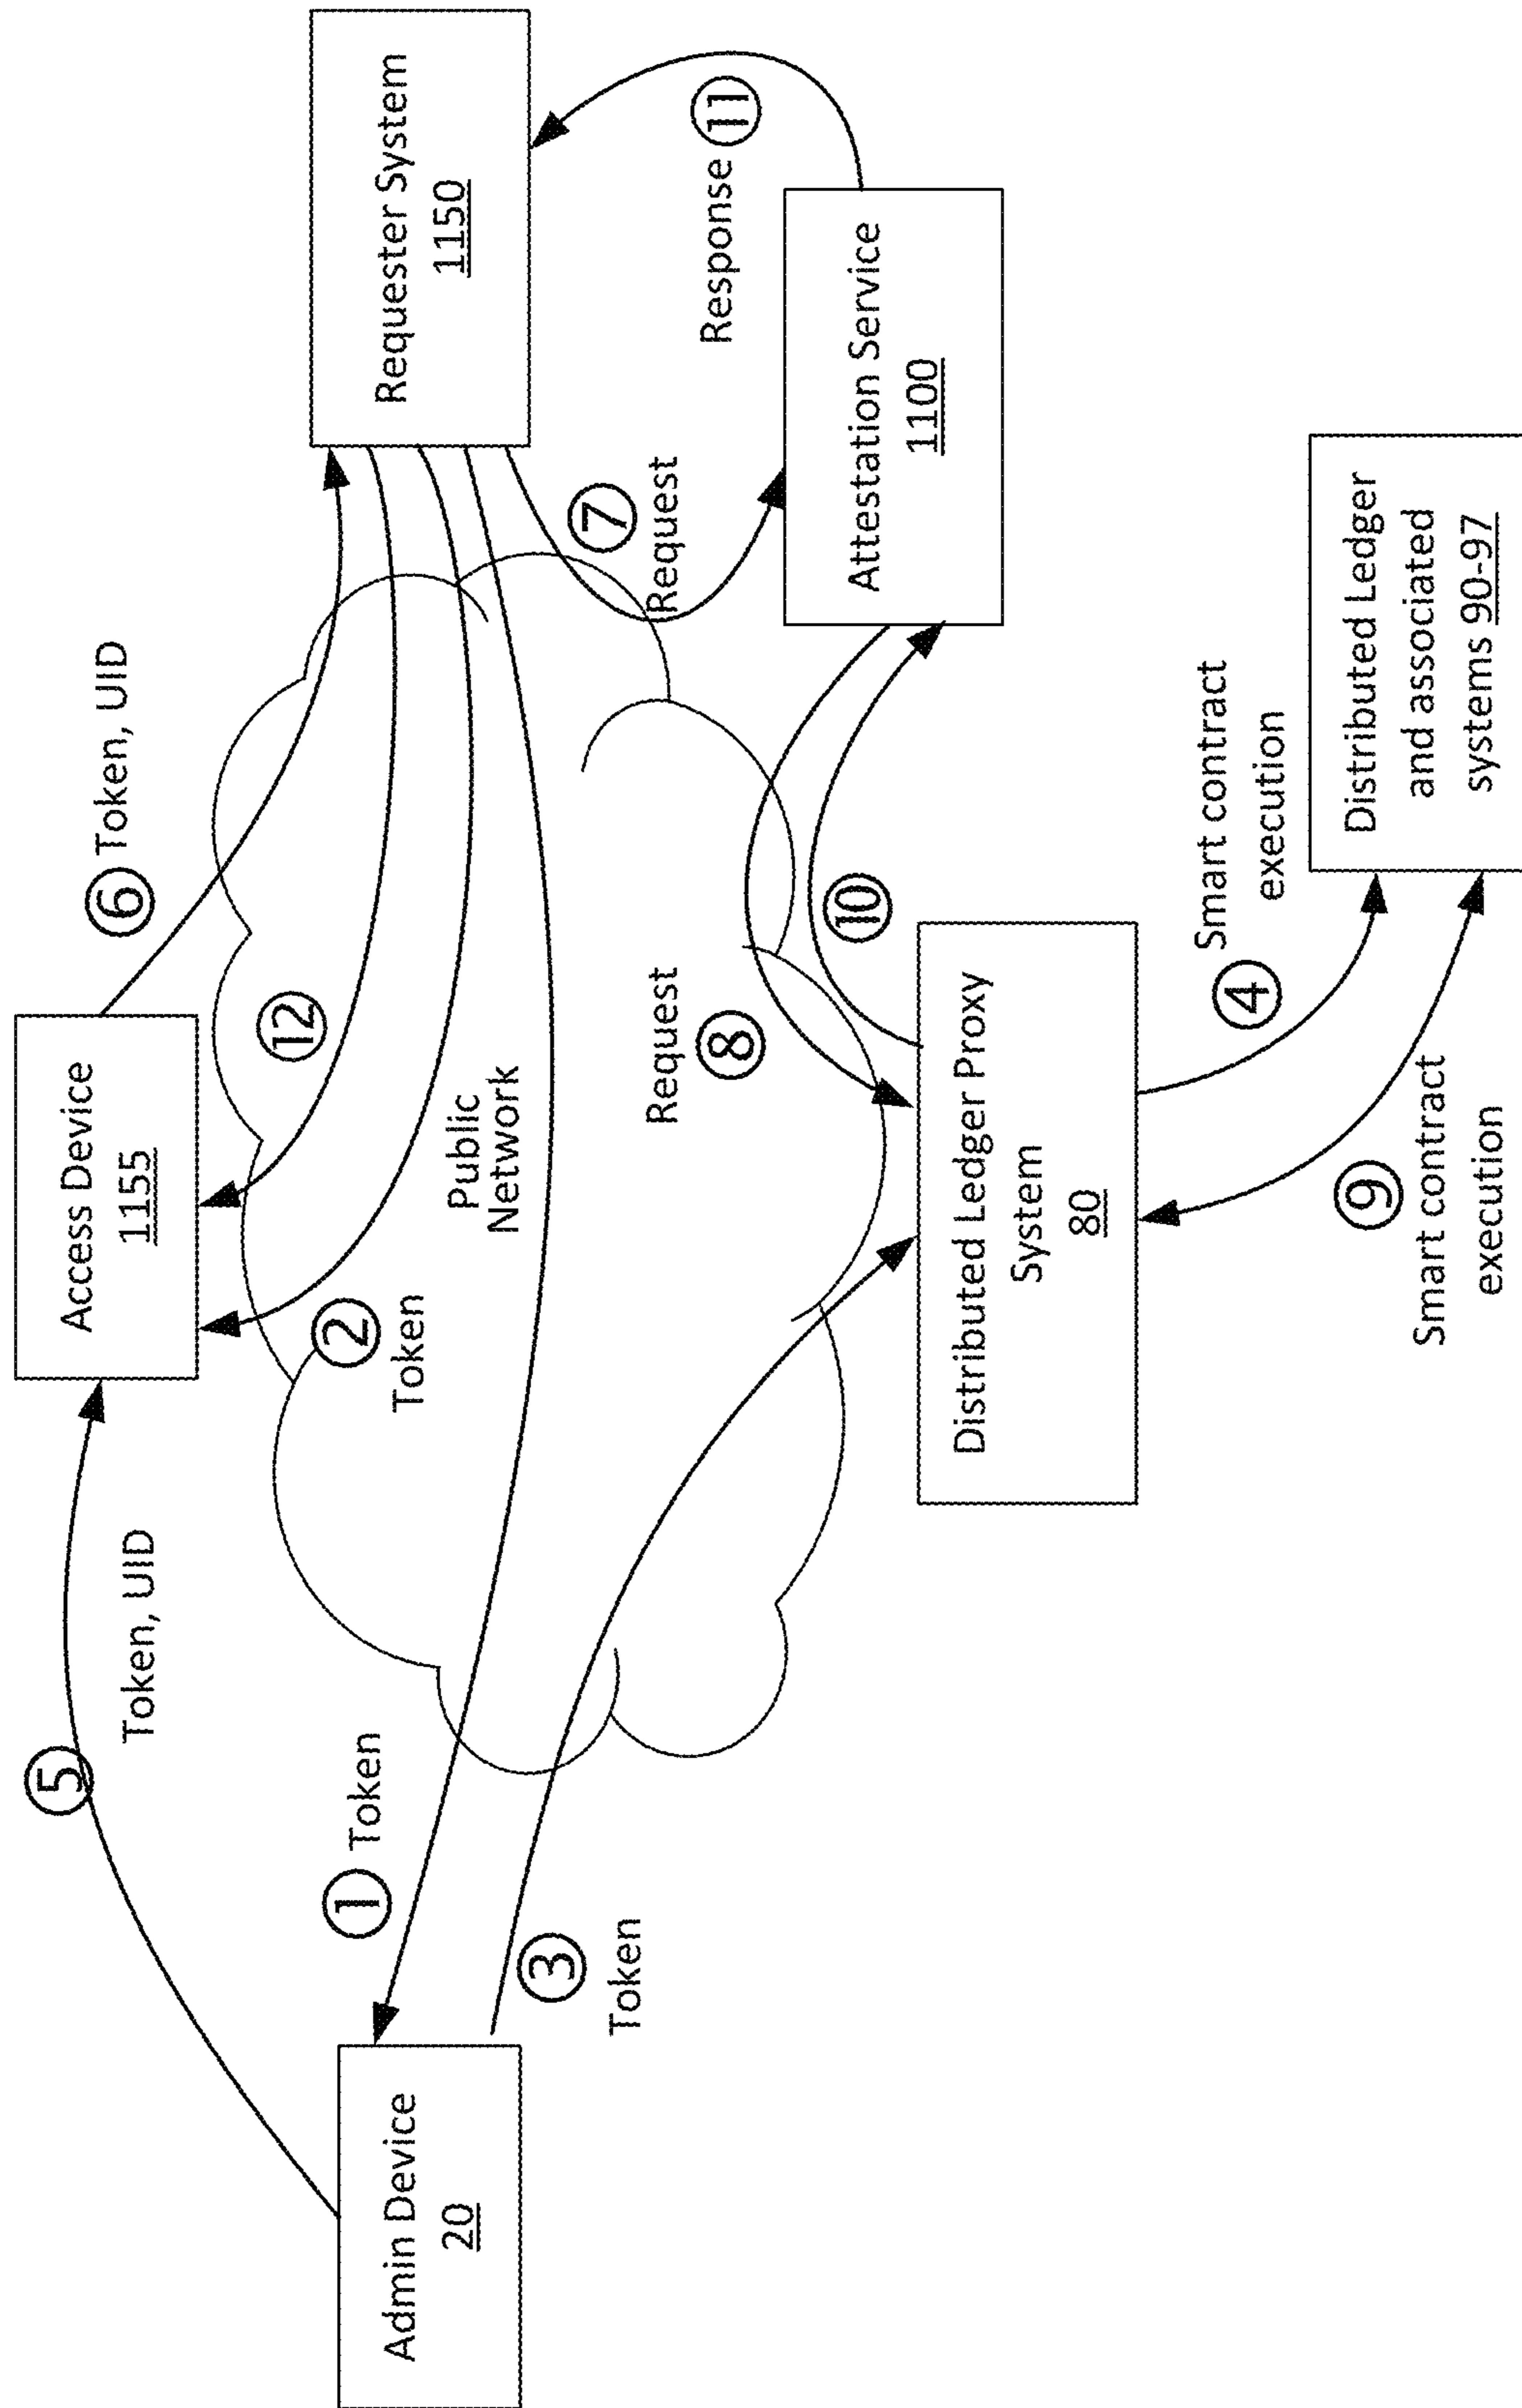 Access Device
1155
Requester System
1150
Admin Device
20
Attestation Service
1100
Distributed Ledger Proxy
System
80
Distributed Ledger
and associated
systems 90-97
Public
Network
① Token
②
Token
③
Token
④
Smart contract
execution
⑤
Token, UID
⑥ Token, UID
⑦
Request
Request
⑧
⑨
Smart contract
execution
⑩
Response ⑪
⑫